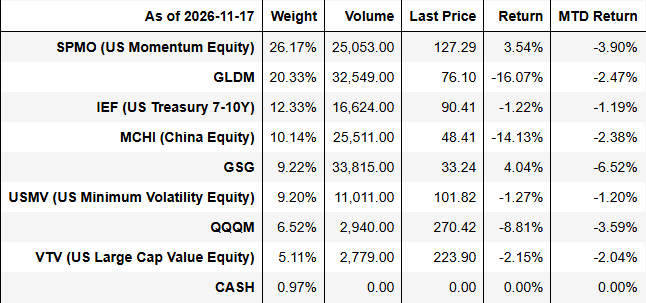 As of 2026-11-17 Weight Volume Last Price Return MTD Return
SPMO (US Momentum Equity) 26.17% 25,053.00 127.29 3.54% -3.90%
GLDM 20.33% 32,549.00 76.10 -16.07% -2.47%
IEF (US Treasury 7-10Y) 12.33% 16,624.00 90.41 -1.22% -1.19%
MCHI (China Equity) 10.14% 25,511.00 48.41 -14.13% -2.38%
GSG 9.22% 33,815.00 33.24 4.04% -6.52%
USMV (US Minimum Volatility Equity) 9.20% 11,011.00 101.82 -1.27% -1.20%
QQQM 6.52% 2,940.00 270.42 -8.81% -3.59%
VTV (US Large Cap Value Equity) 5.11% 2,779.00 223.90 -2.15% -2.04%
CASH 0.97% 0.00 0.00 0.00% 0.00%